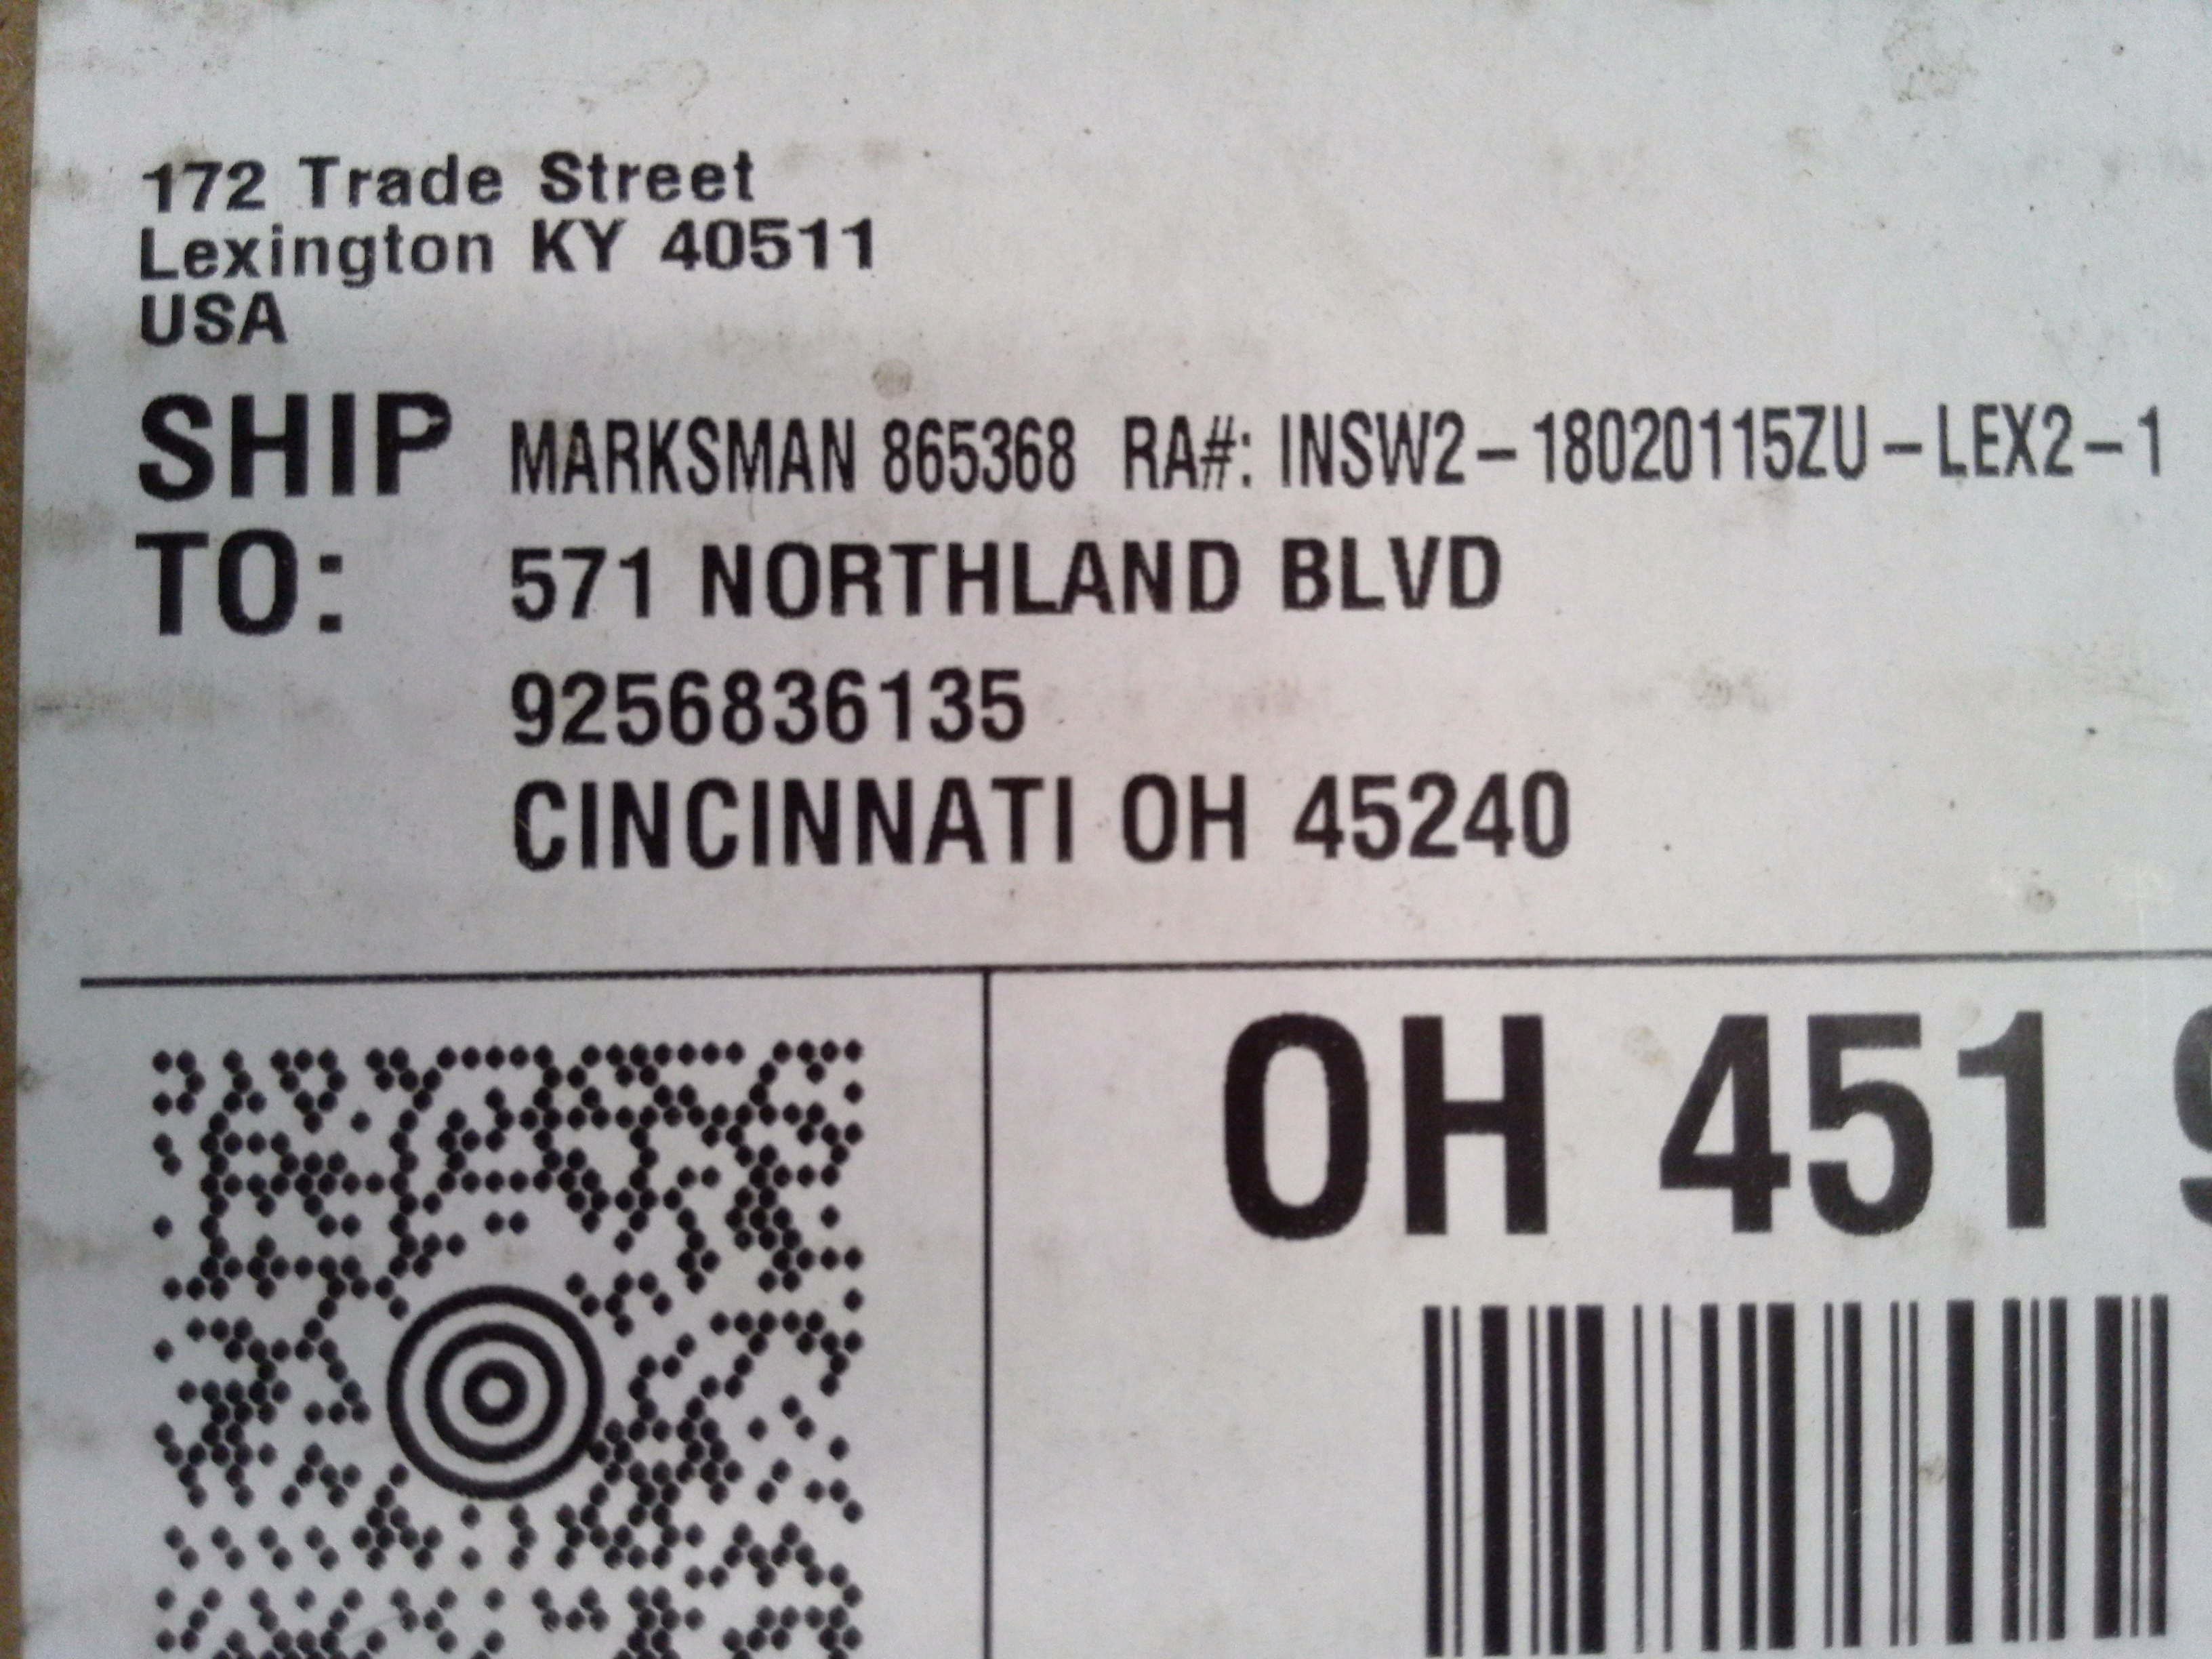 172 Trade Street
Lexington KY 40511
USA
SHIP TO:
MARKSMAN 865368 RA#: INSW2-18020115ZU-LEX2-1
571 NORTHLAND BLVD
9256836135
CINCINNATI OH 45240
OH 451